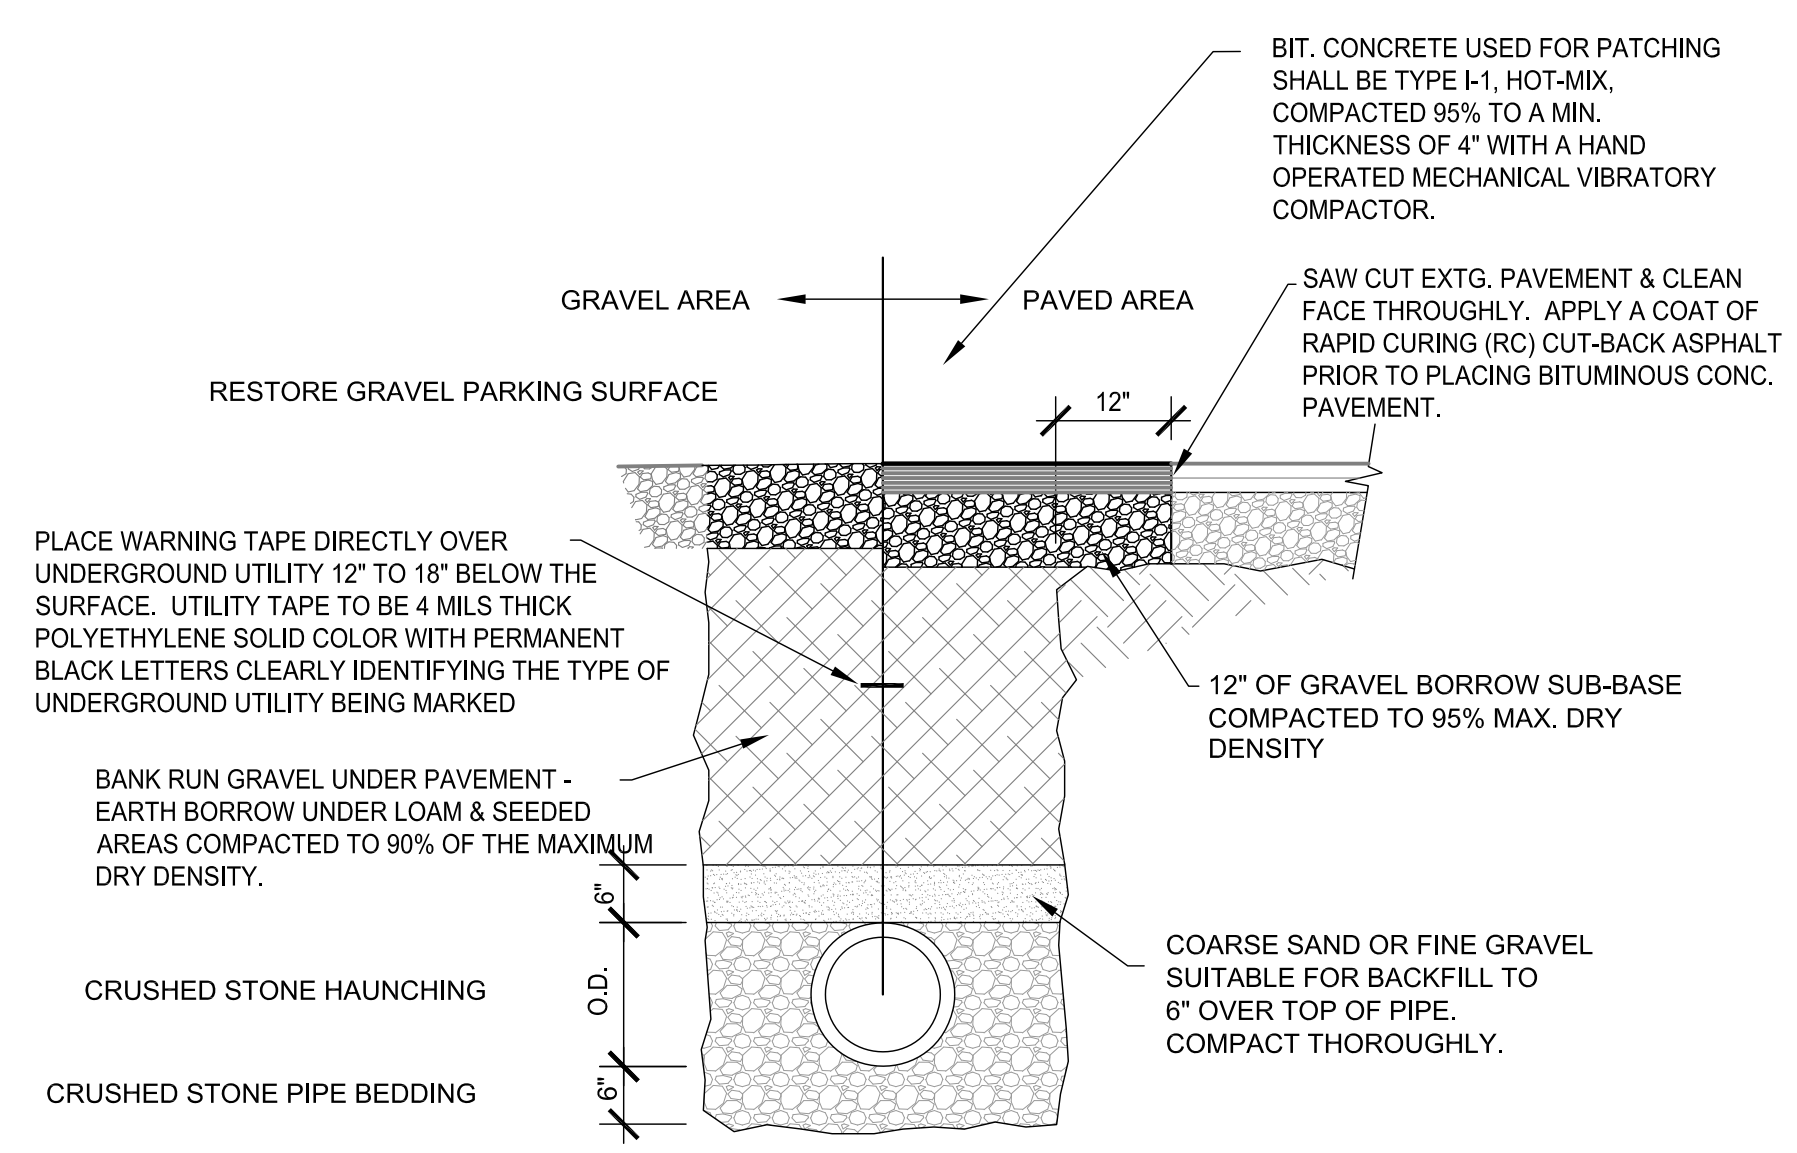 BIT. CONCRETE USED FOR PATCHING
SHALL BE TYPE I-1, HOT-MIX,
COMPACTED 95% TO A MIN.
THICKNESS OF 4" WITH A HAND
OPERATED MECHANICAL VIBRATORY
COMPACTOR.
GRAVEL AREA
PAVED AREA
SAW CUT EXTG. PAVEMENT & CLEAN
FACE THROUGHLY. APPLY A COAT OF
RAPID CURING (RC) CUT-BACK ASPHALT
PRIOR TO PLACING BITUMINOUS CONC.
PAVEMENT.
RESTORE GRAVEL PARKING SURFACE
12"
PLACE WARNING TAPE DIRECTLY OVER
UNDERGROUND UTILITY 12" TO 18" BELOW THE
SURFACE. UTILITY TAPE TO BE 4 MILS THICK
POLYETHYLENE SOLID COLOR WITH PERMANENT
BLACK LETTERS CLEARLY IDENTIFYING THE TYPE OF
UNDERGROUND UTILITY BEING MARKED
12" OF GRAVEL BORROW SUB-BASE
COMPACTED TO 95% MAX. DRY
DENSITY
BANK RUN GRAVEL UNDER PAVEMENT -
EARTH BORROW UNDER LOAM & SEEDED
AREAS COMPACTED TO 90% OF THE MAXIMUM
DRY DENSITY.
6"
COARSE SAND OR FINE GRAVEL
SUITABLE FOR BACKFILL TO
6" OVER TOP OF PIPE.
COMPACT THOROUGHLY.
CRUSHED STONE HAUNCHING
O.D.
CRUSHED STONE PIPE BEDDING
6"